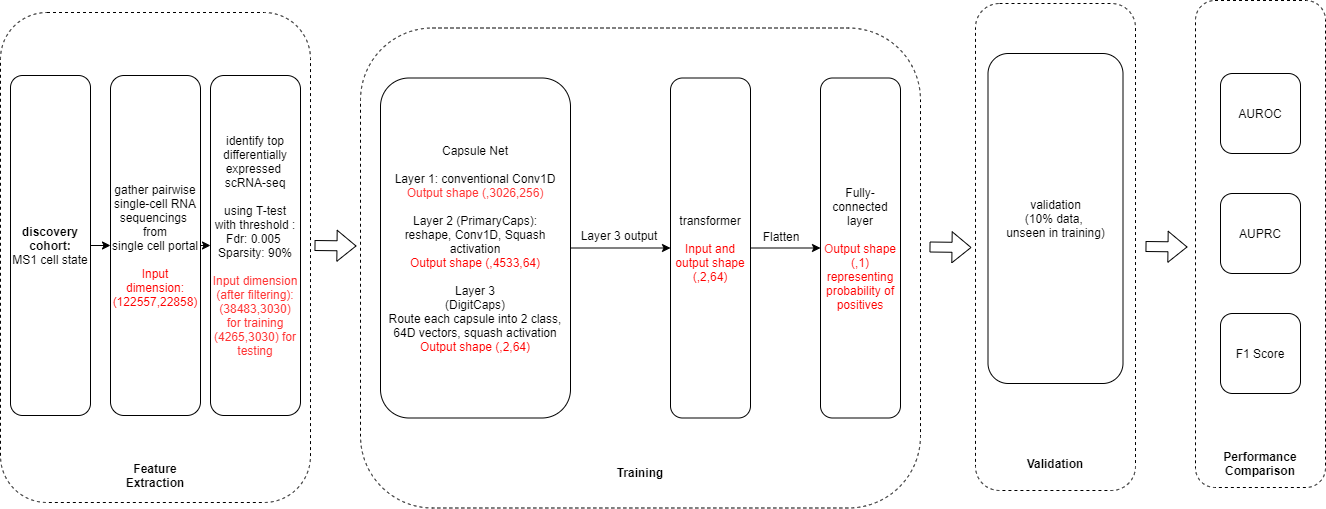 discovery
cohort:
MS1 cell state
gather pairwise
single-cell RNA
sequencings
from
single cell portal
Input
dimension:
(122557,22858)
identify top
differentially
expressed
scRNA-seq
using T-test
with threshold :
Fdr: 0.005
Sparsity: 90%
Input dimension
(after filtering):
(38483,3030)
for training
(4265,3030) for
testing
Feature
Extraction
Capsule Net
Layer 1: conventional Conv1D
Output shape (,3026,256)
Layer 2 (PrimaryCaps):
reshape, Conv1D, Squash
activation
Output shape (,4533,64)
Layer 3
(DigitCaps)
Route each capsule into 2 class,
64D vectors, squash activation
Output shape (,2,64)
Layer 3 output
transformer
Input and
output shape
(,2,64)
Flatten
Fully-
connected
layer
Output shape
(,1)
representing
probability of
positives
Training
validation
(10% data,
unseen in training)
Validation
AUROC
AUPRC
F1 Score
Performance
Comparison